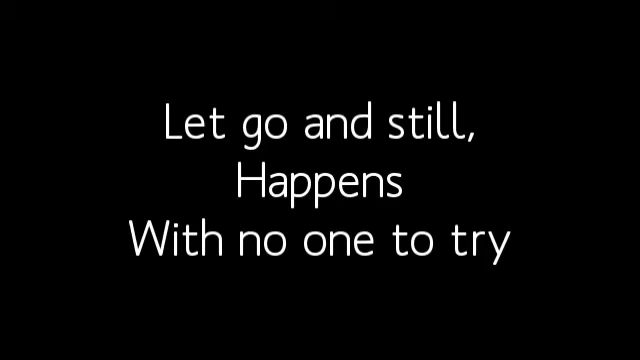 Let go and still,
Happens
With no one to try